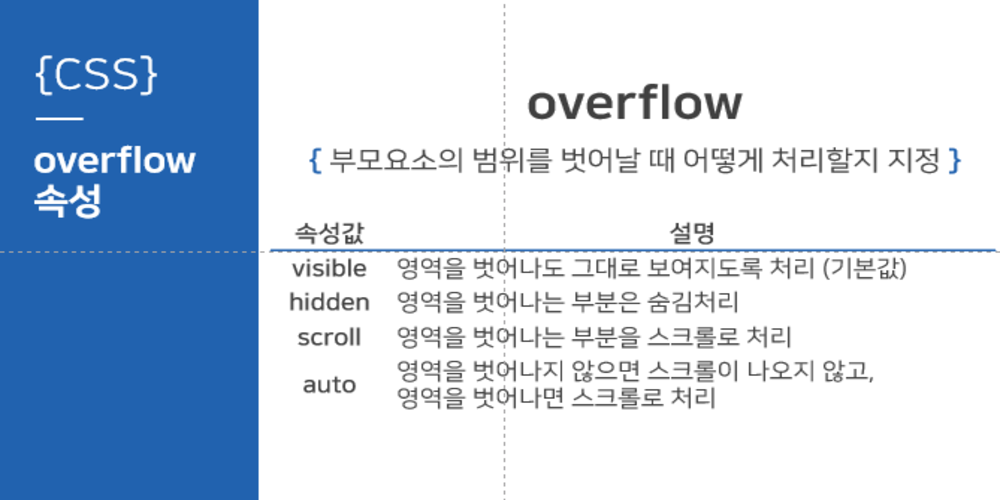 {CSS}
overflow
속성
overflow
{ 부모요소의 범위를 벗어날 때 어떻게 처리할지 지정 }
속성값 설명
visible 영역을 벗어나도 그대로 보여지도록 처리 (기본값)
hidden 영역을 벗어나는 부분은 숨김처리
scroll 영역을 벗어나는 부분을 스크롤로 처리
auto 영역을 벗어나지 않으면 스크롤이 나오지 않고,
영역을 벗어나면 스크롤로 처리